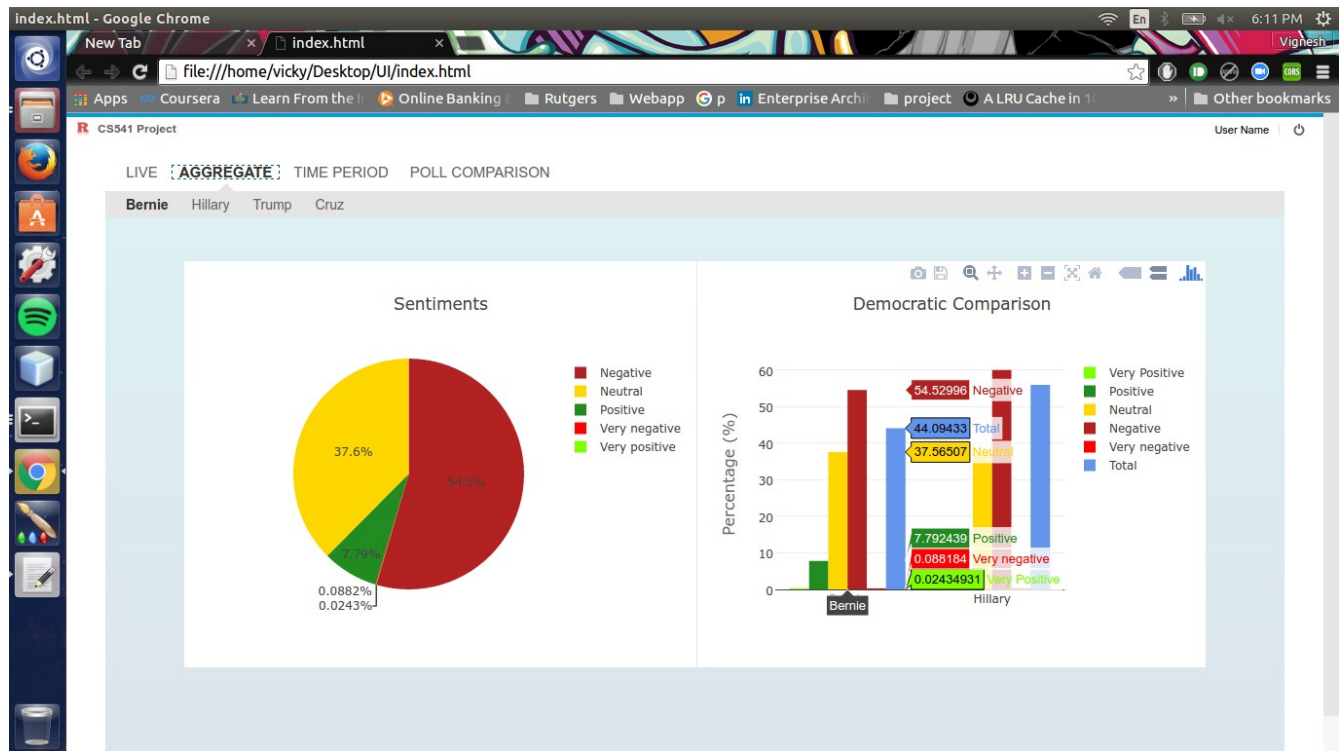 index.html - Google Chrome
En
6:11 PM
New Tab
index.html
Vignesh
file:///home/vicky/Desktop/UI/index.html
CORS
Apps
Coursera
Learn From the
Online Banking
Rutgers
Webapp
G p
in Enterprise Archi
project
A LRU Cache in
»
Other bookmarks
R CS541 Project
User Name
LIVE
AGGREGATE
TIME PERIOD
POLL COMPARISON
Bernie
Hillary
Trump
Cruz
Sentiments
Negative
Neutral
Positive
Very negative
Very positive
37.6%
54.5%
7.79%
0.0882%
0.0243%
Democratic Comparison
Percentage (%)
60
50
40
30
20
10
0
54.52996 Negative
44.09433 Total
37.56507 Neutral
7.792439 Positive
0.088184 Very negative
0.02434931 Very Positive
Bernie
Hillary
Very Positive
Positive
Neutral
Negative
Very negative
Total